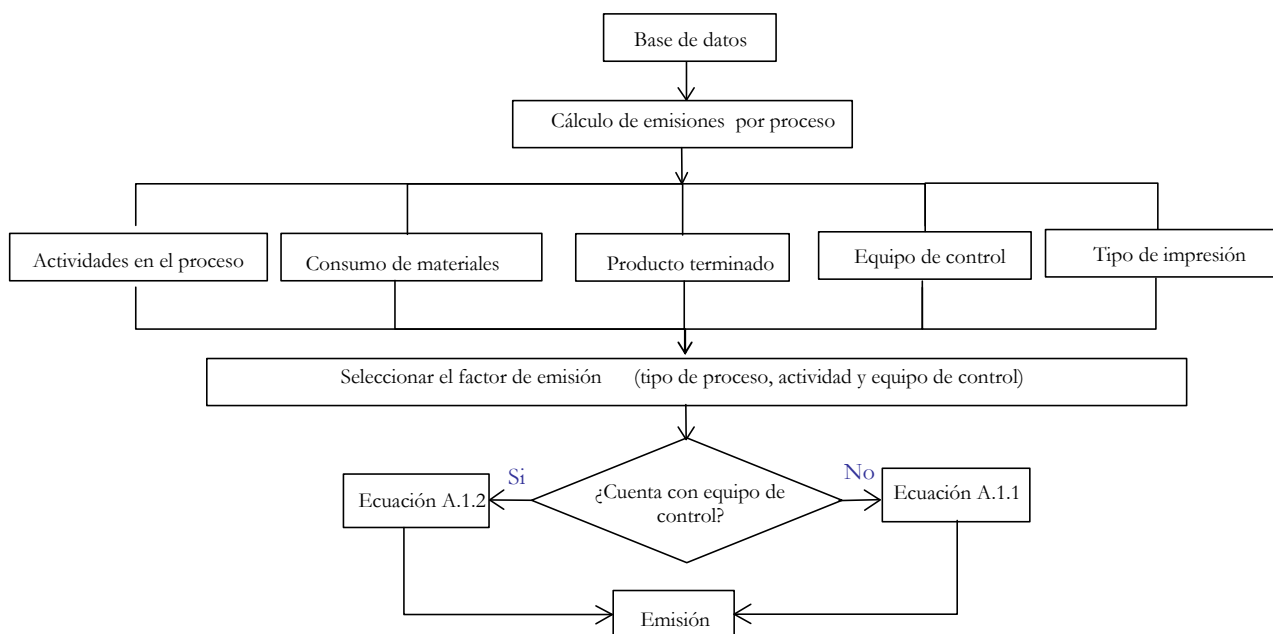 Base de datos
Cálculo de emisiones por proceso
Actividades en el proceso
Consumo de materiales
Producto terminado
Equipo de control
Tipo de impresión
Seleccionar el factor de emisión (tipo de proceso, actividad y equipo de control)
Si
No
Ecuación A.1.2
¿Cuenta con equipo de
control?
Ecuación A.1.1
Emisión